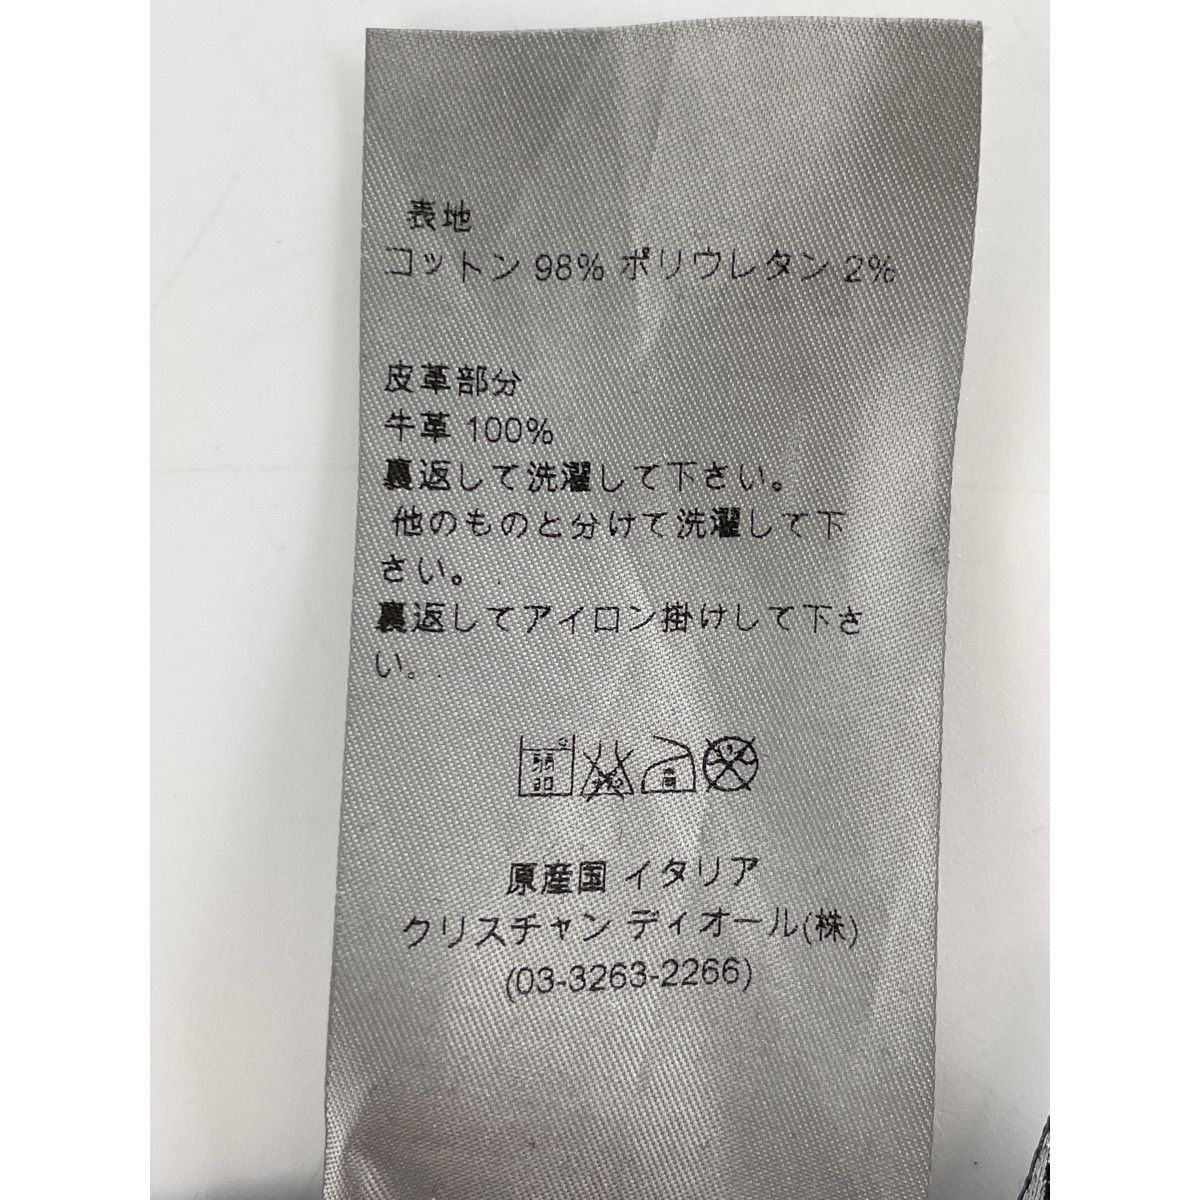 表地
コットン 98% ポリウレタン 2%
皮革部分
牛革 100%
裏返して洗濯して下さい。
他のものと分けて洗濯して下
さい。.
裏返してアイロン掛けして下さ
い。.
弱
30
原産国 イタリア
クリスチャン ディオール(株)
(03-3263-2266)